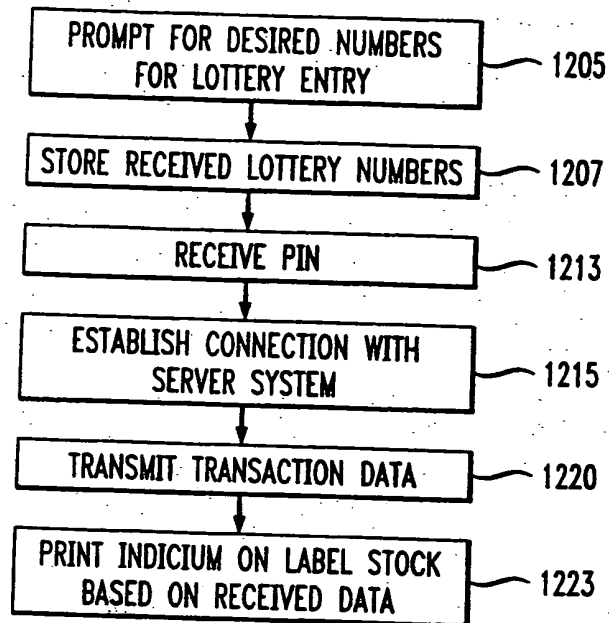 PROMPT FOR DESIRED NUMBERS
FOR LOTTERY ENTRY
1205
STORE RECEIVED LOTTERY NUMBERS
1207
RECEIVE PIN
1213
ESTABLISH CONNECTION WITH
SERVER SYSTEM
1215
TRANSMIT TRANSACTION DATA
1220
PRINT INDICIUM ON LABEL STOCK
BASED ON RECEIVED DATA
1223